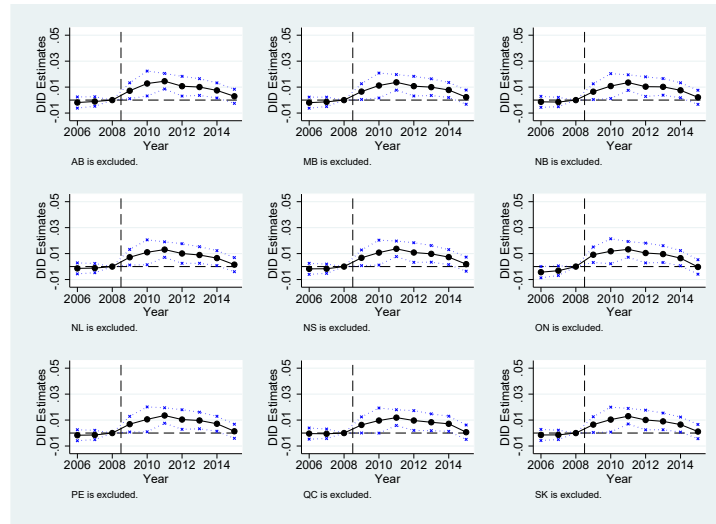 DID Estimates
-.01 .01 .03 .05
2006 2008 2010 2012 2014
Year
AB is excluded.
DID Estimates
-.01 .01 .03 .05
2006 2008 2010 2012 2014
Year
MB is excluded.
DID Estimates
-.01 .01 .03 .05
2006 2008 2010 2012 2014
Year
NB is excluded.
DID Estimates
-.01 .01 .03 .05
2006 2008 2010 2012 2014
Year
NL is excluded.
DID Estimates
-.01 .01 .03 .05
2006 2008 2010 2012 2014
Year
NS is excluded.
DID Estimates
-.01 .01 .03 .05
2006 2008 2010 2012 2014
Year
ON is excluded.
DID Estimates
-.01 .01 .03 .05
2006 2008 2010 2012 2014
Year
PE is excluded.
DID Estimates
-.01 .01 .03 .05
2006 2008 2010 2012 2014
Year
QC is excluded.
DID Estimates
-.01 .01 .03 .05
2006 2008 2010 2012 2014
Year
SK is excluded.